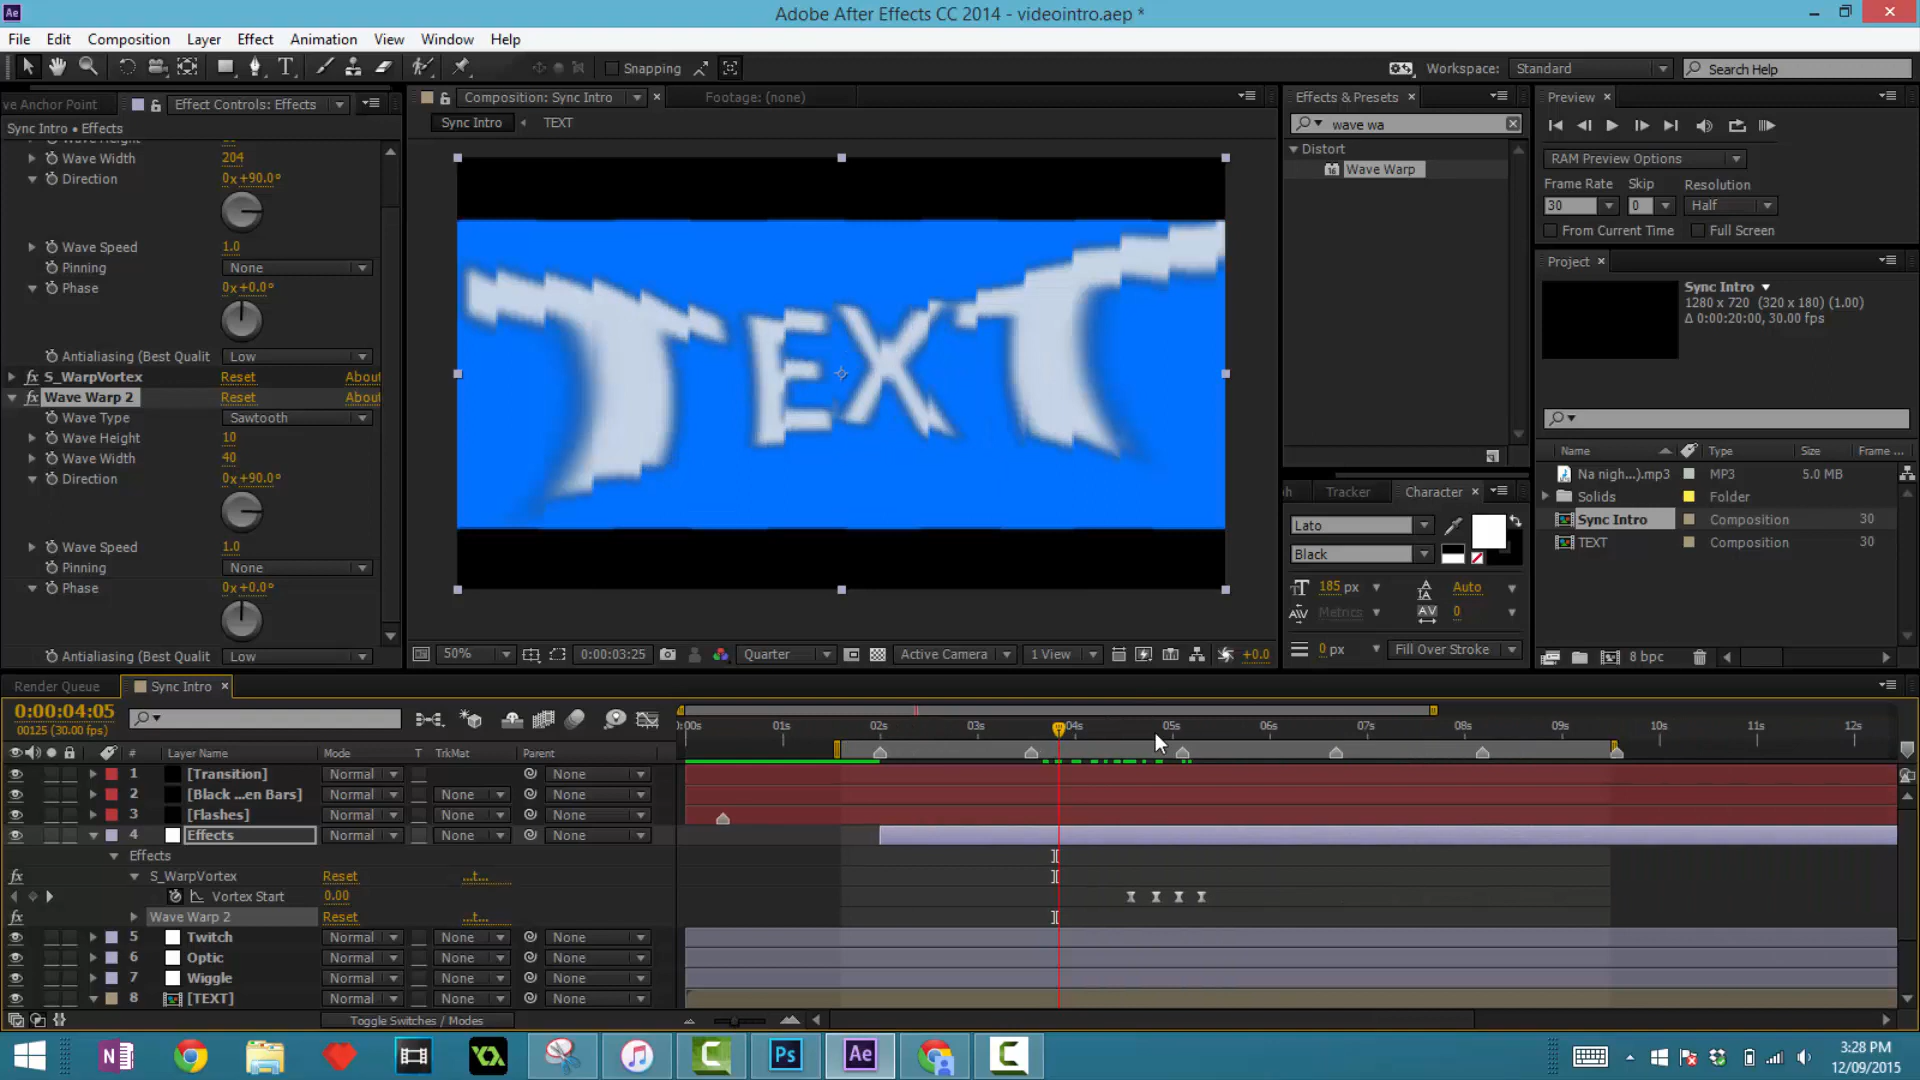 Ae Adobe After Effects CC 2014 - videointro.aep *
File Edit Composition Layer Effect Animation View Window Help
Snapping
Workspace: Standard
Search Help
ve Anchor Point Effect Controls: Effects
Sync Intro • Effects
Wave Width 204
Direction 0x+90.0°
Wave Speed 1.0
Pinning None
Phase 0x+0.0°
Antialiasing (Best Qualit Low
fx S_WarpVortex Reset About
fx Wave Warp 2 Reset About
Wave Type Sawtooth
Wave Height 10
Wave Width 40
Direction 0x+90.0°
Wave Speed 1.0
Pinning None
Phase 0x+0.0°
Antialiasing (Best Qualit Low
Composition: Sync Intro Footage: (none)
Sync Intro TEXT
TEXT
50% 0:00:03:25 Quarter Active Camera 1 View +0.0
Effects & Presets
wave wa
Distort
Wave Warp
Tracker Character
Lato
Black
185 px Auto
Metrics 0
0 px Fill Over Stroke
Preview
RAM Preview Options
Frame Rate Skip Resolution
30 0 Half
From Current Time Full Screen
Project
Sync Intro
1280 x 720 (320 x 180) (1.00)
Δ 0:00:20:00, 30.00 fps
Name Type Size Frame ...
Na nigh...).mp3 MP3 5.0 MB
Solids Folder
Sync Intro Composition 30
TEXT Composition 30
8 bpc
Render Queue Sync Intro
0:00:04:05
00125 (30.00 fps)
# Layer Name Mode T TrkMat Parent
1 [Transition] Normal None
2 [Black ...en Bars] Normal None None
3 [Flashes] Normal None None
4 Effects Normal None None
Effects
fx S_WarpVortex Reset ...t...
Vortex Start 0.00
fx Wave Warp 2 Reset ...t...
5 Twitch Normal None None
6 Optic Normal None None
7 Wiggle Normal None None
8 [TEXT] Normal None None
Toggle Switches / Modes
:00s 01s 02s 03s 04s 05s 06s 07s 08s 09s 10s 11s 12s
Ps Ae
3:28 PM
12/09/2015